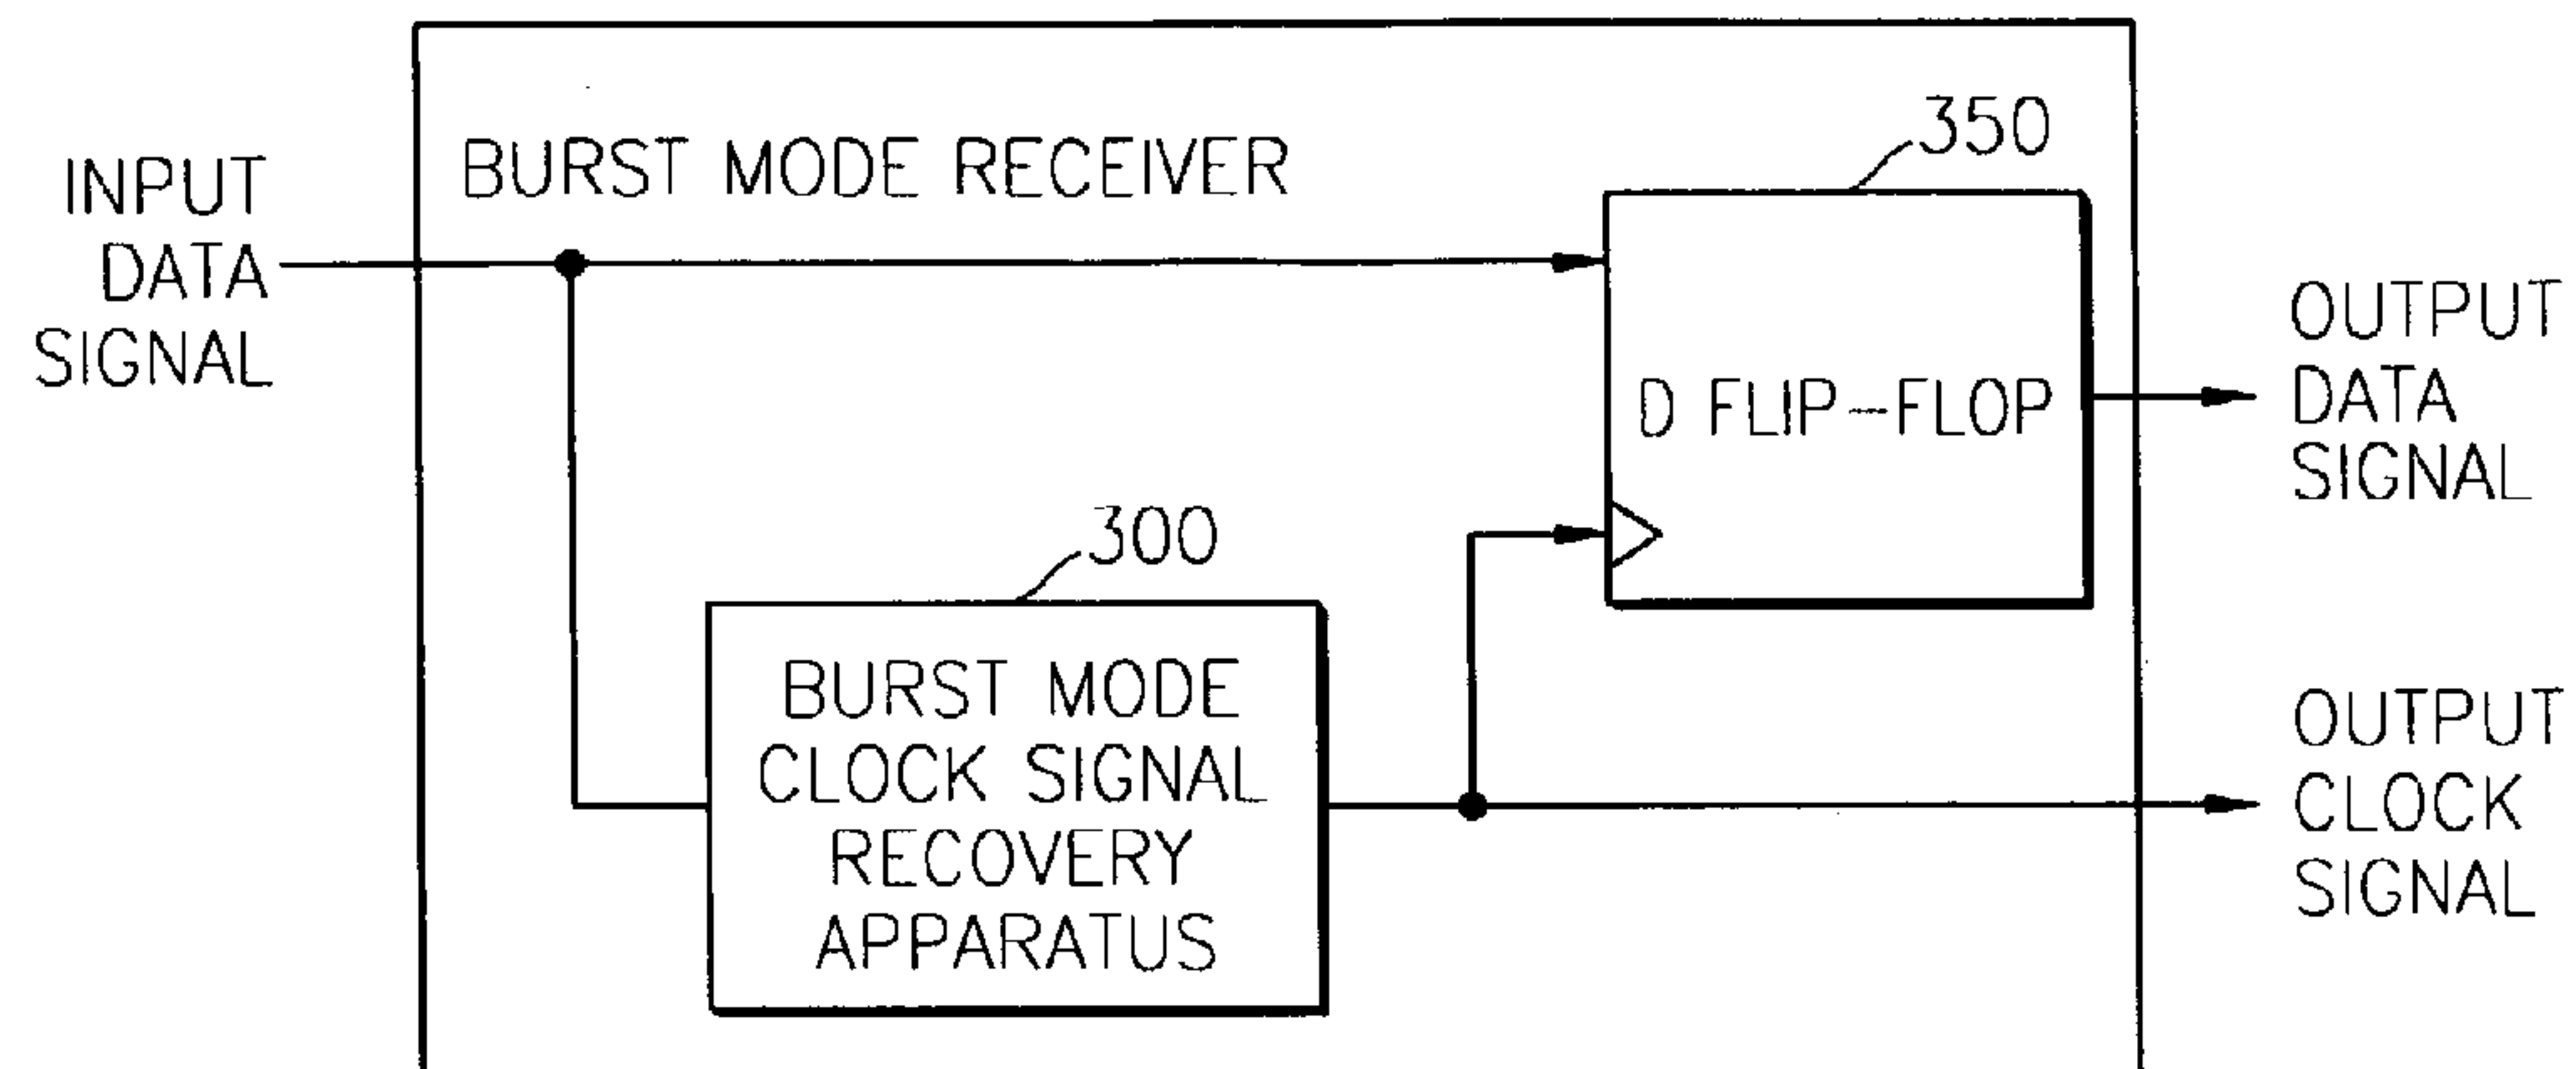 INPUT
DATA
SIGNAL
BURST MODE RECEIVER
350
D FLIP-FLOP
300
BURST MODE
CLOCK SIGNAL
RECOVERY
APPARATUS
OUTPUT
DATA
SIGNAL
OUTPUT
CLOCK
SIGNAL